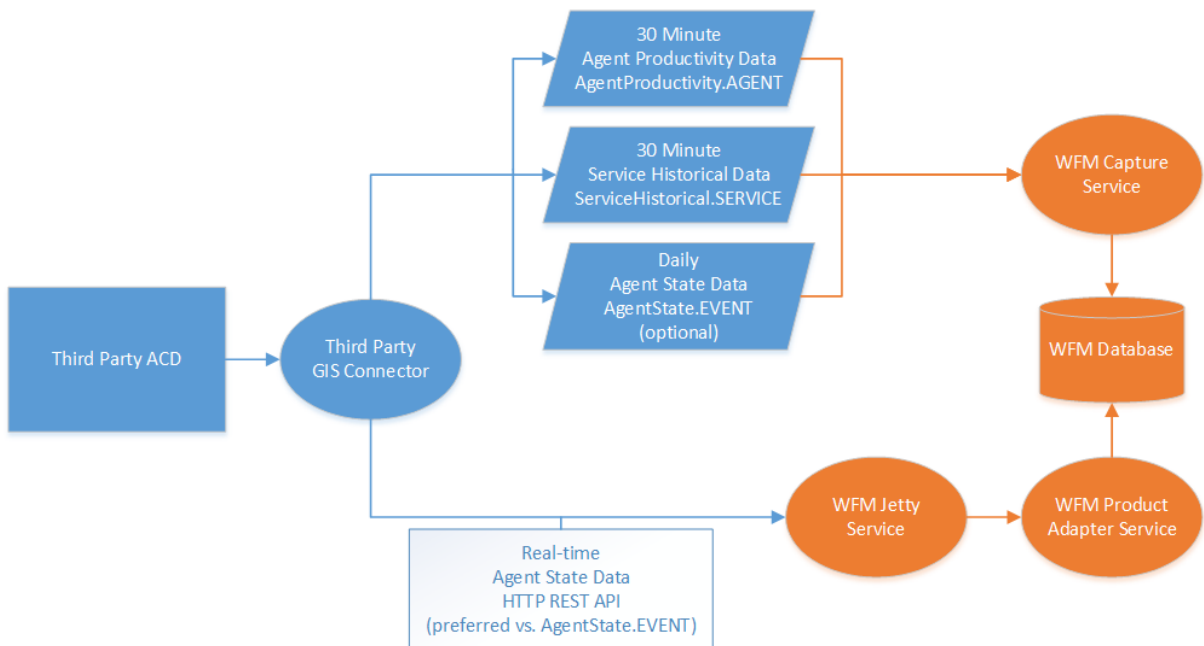 30 Minute
Agent Productivity Data
AgentProductivity.AGENT
30 Minute
Service Historical Data
ServiceHistorical.SERVICE
WFM Capture
Service
Daily
Agent State Data
AgentState.EVENT
(optional)
Third Party ACD
Third Party
GIS Connector
WFM Database
WFM Jetty
Service
WFM Product
Adapter Service
Real-time
Agent State Data
HTTP REST API
(preferred vs. AgentState.EVENT)